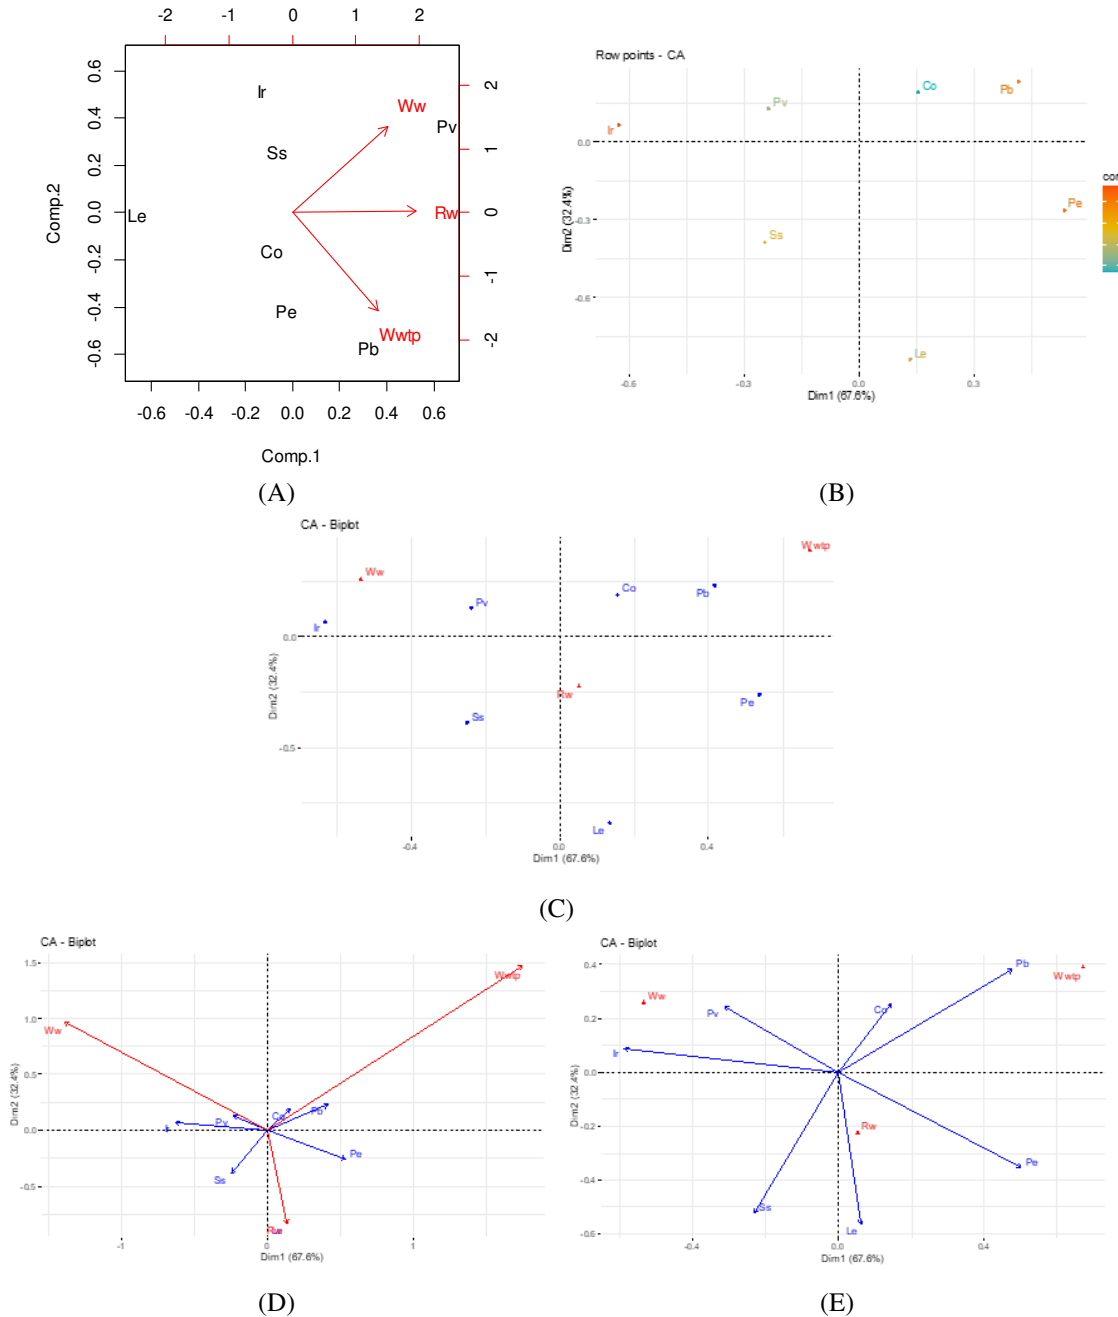 -2 -1 0 1 2
0.6
0.4
0.2
0.0
-0.2
-0.4
-0.6
Comp.2
2
1
0
-1
-2
Ir
Ww
Pv
Ss
Le
Rw
Co
Pe
Wwtp
Pb
-0.6 -0.4 -0.2 0.0 0.2 0.4 0.6
Comp.1
(A)
Row points - CA
Co
Pb
Pv
Ir
Pe
Ss
Le
0.0
-0.3
-0.6
Dim2 (32.4%)
-0.6 -0.3 0.0 0.3
Dim1 (67.6%)
(B)
CA - Biplot
Wwtp
Ww
Co
Pb
Pv
Ir
Rw
Pe
Ss
Le
0.0
-0.5
Dim2 (32.4%)
-0.4 0.0 0.4
Dim1 (67.6%)
(C)
CA - Biplot
1.5
1.0
0.5
0.0
-0.5
Dim2 (32.4%)
Wwtp
Ww
Co
Pb
Pv
Pe
Ss
-1 0 1
Dim1 (67.6%)
(D)
CA - Biplot
0.4
0.2
0.0
-0.2
-0.4
-0.6
Dim2 (32.4%)
Pb
Wwtp
Ww
Co
Pv
Ir
Rw
Pe
Ss
Le
-0.4 0.0 0.4
Dim1 (67.6%)
(E)